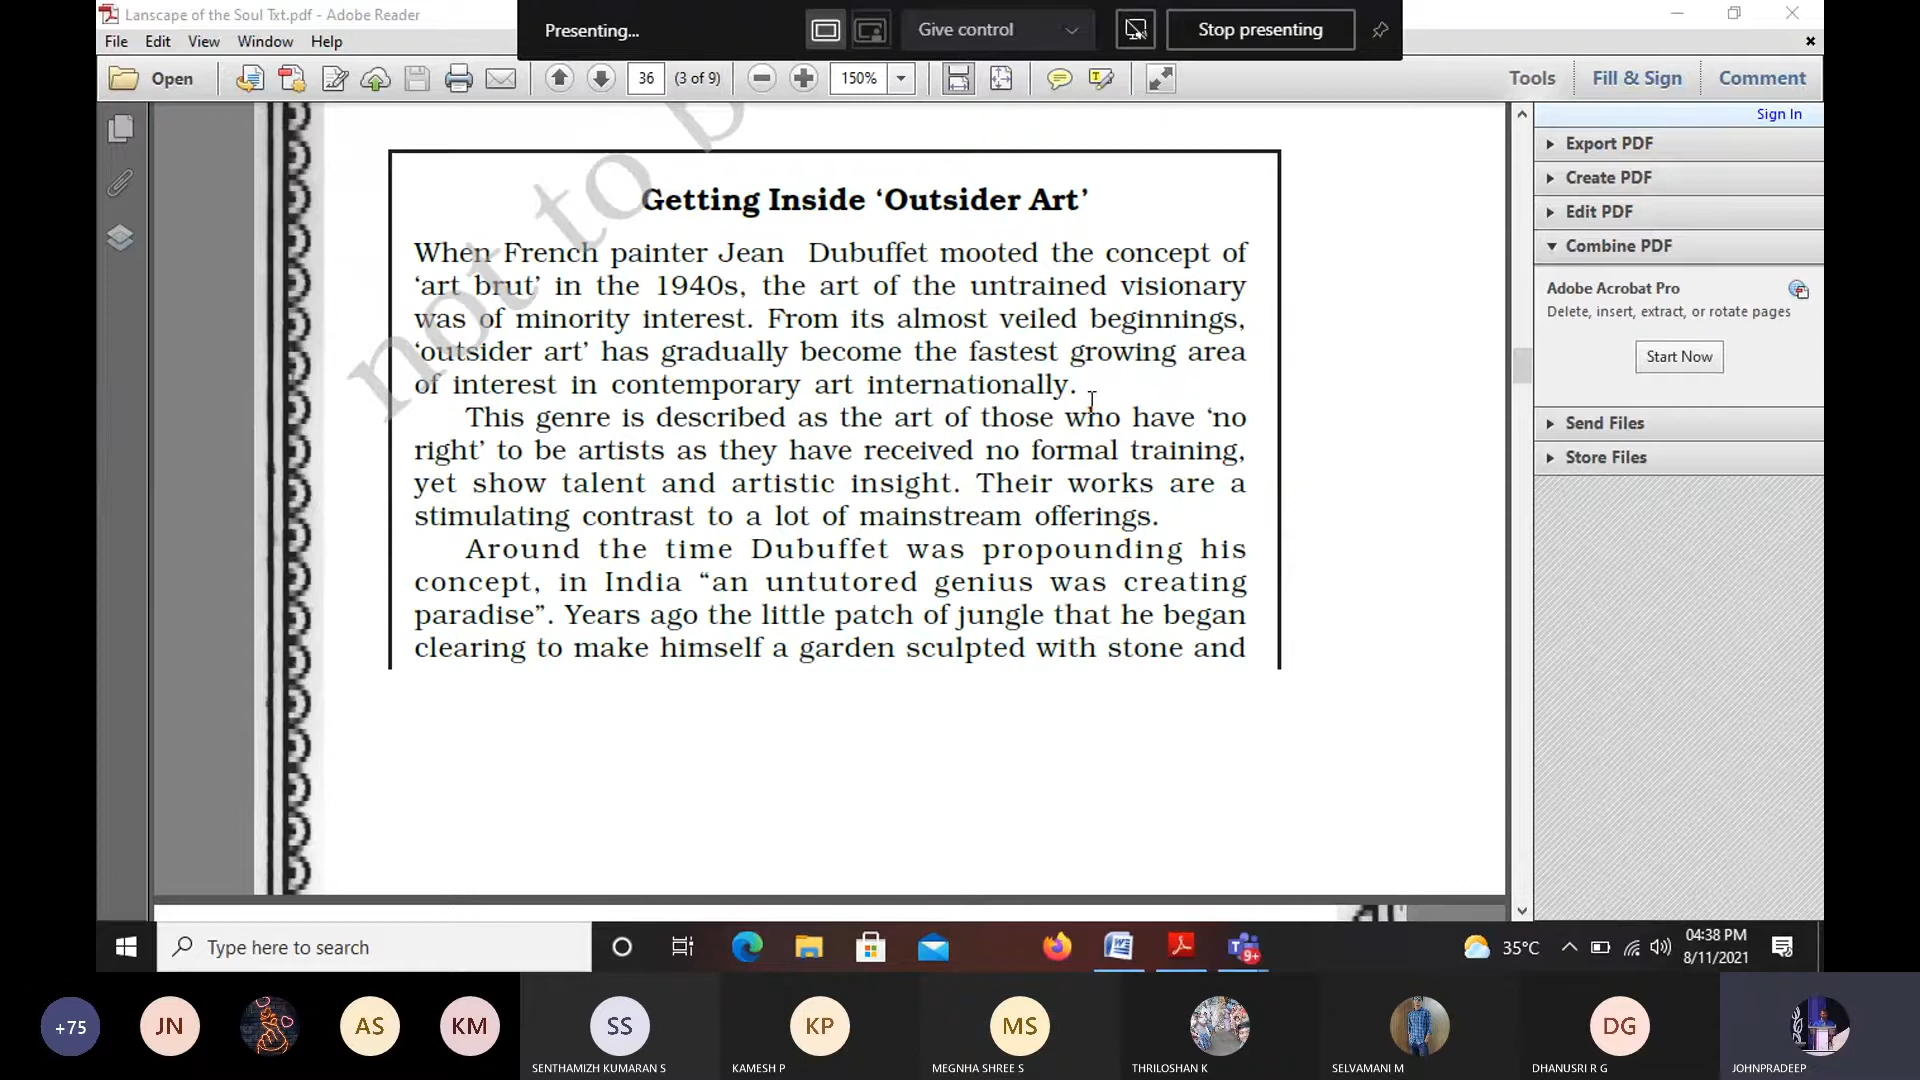 Lanscape of the Soul Txt.pdf - Adobe Reader
Presenting...
Give control
Stop presenting
File Edit View Window Help
Open
36 (3 of 9)
150%
Tools Fill & Sign Comment
Sign In
Export PDF
Create PDF
Edit PDF
Combine PDF
Adobe Acrobat Pro
Delete, insert, extract, or rotate pages
Start Now
Send Files
Store Files
not to b
Getting Inside ‘Outsider Art’
When French painter Jean Dubuffet mooted the concept of
‘art brut’ in the 1940s, the art of the untrained visionary
was of minority interest. From its almost veiled beginnings,
‘outsider art’ has gradually become the fastest growing area
of interest in contemporary art internationally.
This genre is described as the art of those who have ‘no
right’ to be artists as they have received no formal training,
yet show talent and artistic insight. Their works are a
stimulating contrast to a lot of mainstream offerings.
Around the time Dubuffet was propounding his
concept, in India “an untutored genius was creating
paradise”. Years ago the little patch of jungle that he began
clearing to make himself a garden sculpted with stone and
Type here to search
9+
35°C
04:38 PM
8/11/2021
+75
JN
AS
KM
SS
KP
MS
DG
SENTHAMIZH KUMARAN S
KAMESH P
MEGNHA SHREE S
THRILOSHAN K
SELVAMANI M
DHANUSRI R G
JOHNPRADEEP